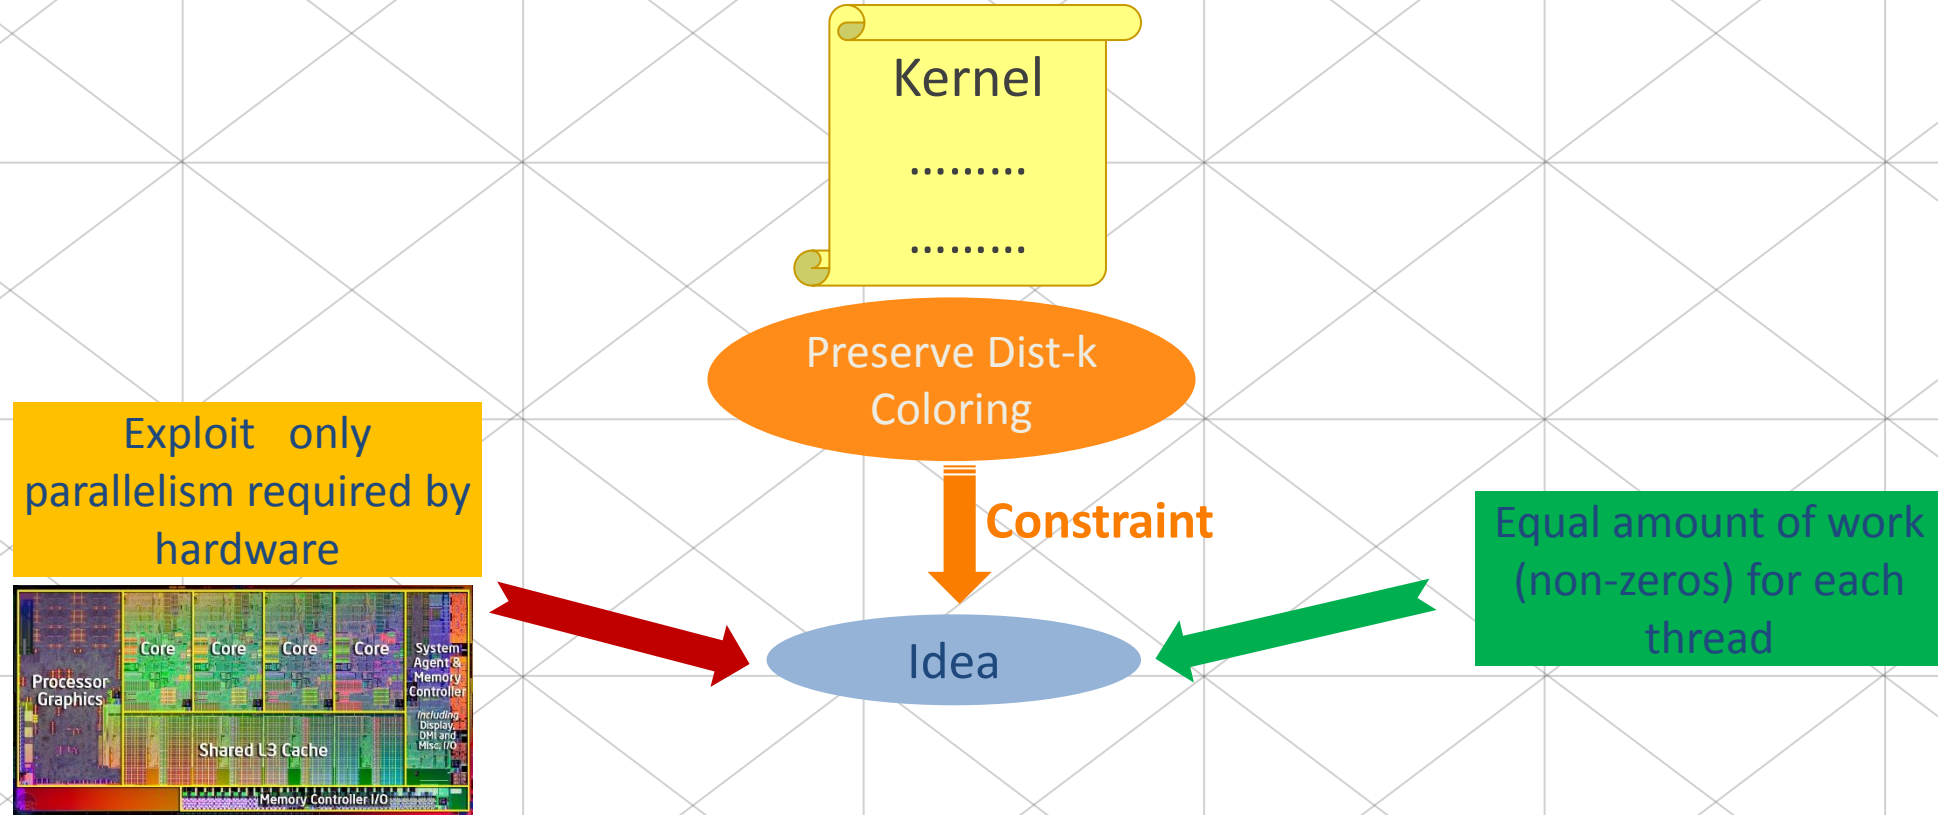 Kernel
.........
.........
Preserve Dist-k
Coloring
Exploit only
parallelism required by
hardware
Constraint
Equal amount of work
(non-zeros) for each
thread
Idea
Core Core Core Core
System
Agent &
Memory
Controller
Including
Display,
DMI and
Misc. I/O
Processor
Graphics
Shared L3 Cache
Memory Controller I/O